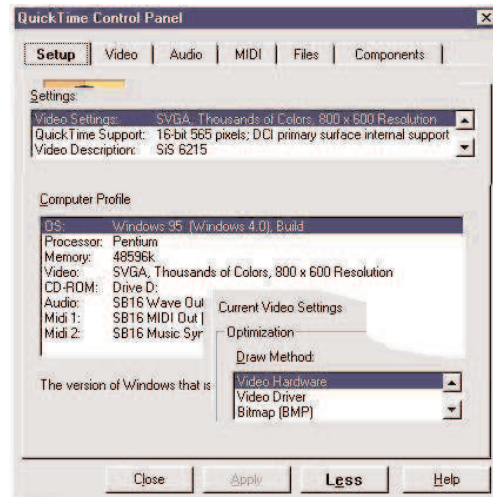 QuickTime Control Panel
Setup Video Audio MIDI Files Components
Settings:
Video Settings: SVGA, Thousands of Colors, 800 x 600 Resolution
QuickTime Support: 16-bit 565 pixels; DCI primary surface internal support
Video Description: SiS 6215
Computer Profile
OS: Windows 95 (Windows 4.0), Build
Processor: Pentium
Memory: 48596k
Video: SVGA, Thousands of Colors, 800 x 600 Resolution
CD-ROM: Drive D:
Audio: SB16 Wave Out
Midi 1: SB16 MIDI Out
Midi 2: SB16 Music Syn
Current Video Settings
Optimization
Draw Method:
Video Hardware
Video Driver
Bitmap (BMP)
The version of Windows that is
Close Apply Less Help